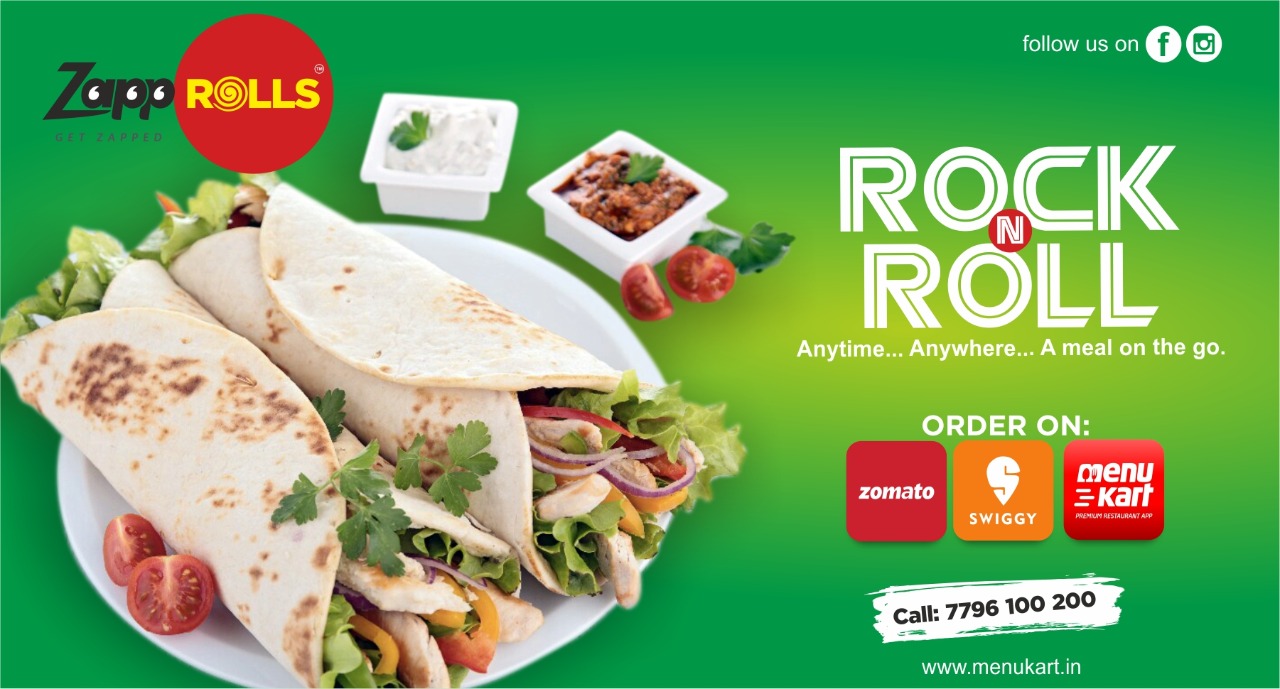 Zapp ROLLS™
GET ZAPPED
follow us on
ROCK
N
ROLL
Anytime... Anywhere... A meal on the go.
ORDER ON:
zomato
SWIGGY
menu
kart
PREMIUM RESTAURANT APP
Call: 7796 100 200
www.menukart.in